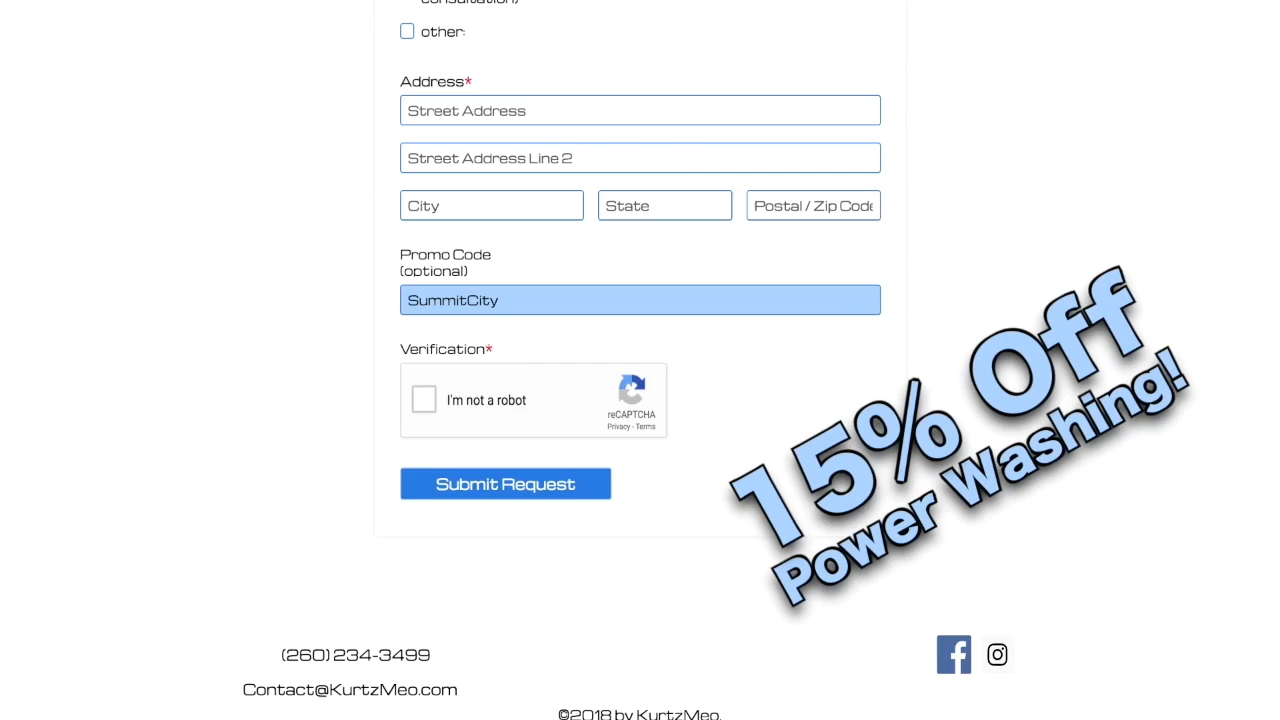 consultation)
other:
Address*
Street Address
Street Address Line 2
City State Postal / Zip Code
Promo Code
(optional)
SummitCity
Verification*
I'm not a robot
reCAPTCHA
Privacy - Terms
Submit Request
15% Off
Power Washing!
(260) 234-3499
Contact@KurtzMeo.com
©2018 by KurtzMeo.